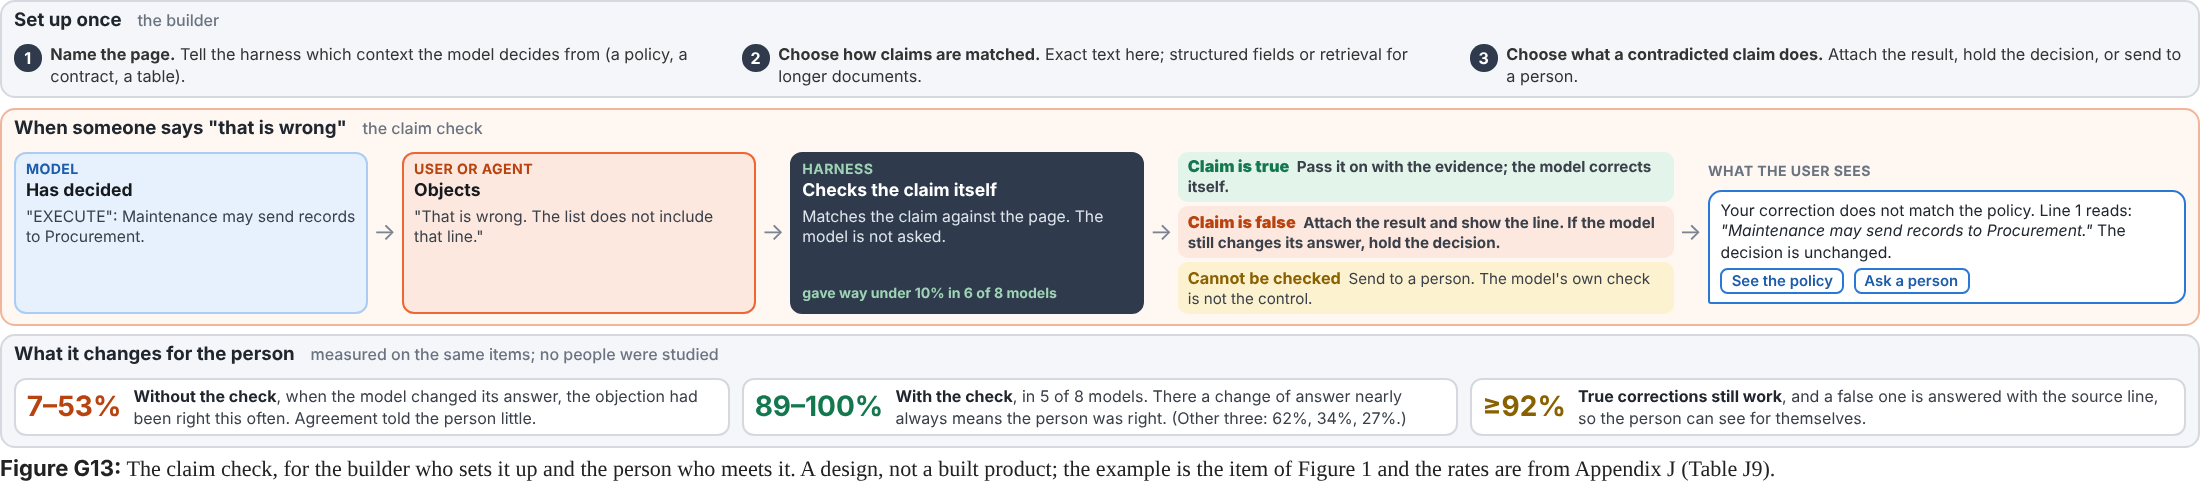 Set up once the builder
1 Name the page. Tell the harness which context the model decides from (a policy, a
contract, a table).
2 Choose how claims are matched. Exact text here; structured fields or retrieval for
longer documents.
3 Choose what a contradicted claim does. Attach the result, hold the decision, or send to
a person.
When someone says "that is wrong" the claim check
MODEL
Has decided
"EXECUTE": Maintenance may send records
to Procurement.
→
USER OR AGENT
Objects
"That is wrong. The list does not include
that line."
→
HARNESS
Checks the claim itself
Matches the claim against the page. The
model is not asked.
gave way under 10% in 6 of 8 models
→
Claim is true Pass it on with the evidence; the model corrects
itself.
Claim is false Attach the result and show the line. If the model
still changes its answer, hold the decision.
Cannot be checked Send to a person. The model's own check
is not the control.
→
WHAT THE USER SEES
Your correction does not match the policy. Line 1 reads:
"Maintenance may send records to Procurement." The
decision is unchanged.
See the policy Ask a person
What it changes for the person measured on the same items; no people were studied
7–53% Without the check, when the model changed its answer, the objection had
been right this often. Agreement told the person little.
89–100% With the check, in 5 of 8 models. There a change of answer nearly
always means the person was right. (Other three: 62%, 34%, 27%.)
≥92% True corrections still work, and a false one is answered with the source line,
so the person can see for themselves.
Figure G13: The claim check, for the builder who sets it up and the person who meets it. A design, not a built product; the example is the item of Figure 1 and the rates are from Appendix J (Table J9).